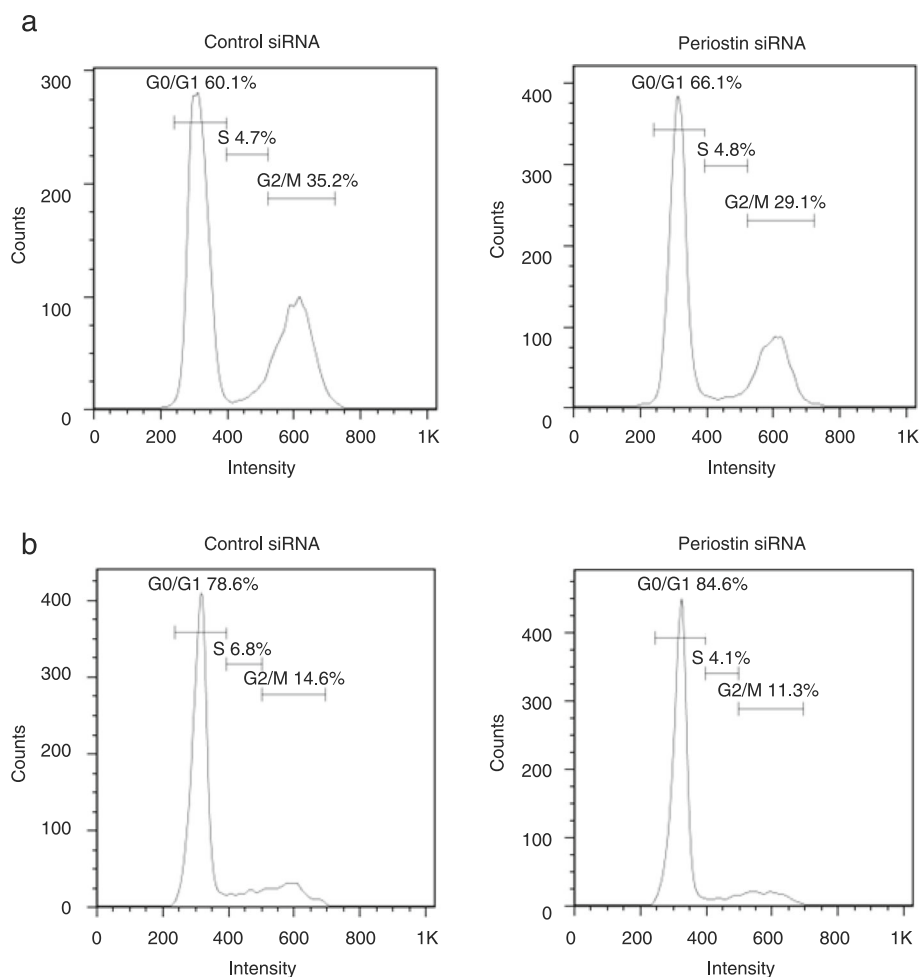 a
Control siRNA
300
200
100
0
Counts
G0/G1 60.1%
S 4.7%
G2/M 35.2%
0 200 400 600 800 1K
Intensity
Periostin siRNA
400
300
200
100
0
Counts
G0/G1 66.1%
S 4.8%
G2/M 29.1%
0 200 400 600 800 1K
Intensity
b
Control siRNA
400
300
200
100
0
Counts
G0/G1 78.6%
S 6.8%
G2/M 14.6%
0 200 400 600 800 1K
Intensity
Periostin siRNA
400
300
200
100
0
Counts
G0/G1 84.6%
S 4.1%
G2/M 11.3%
0 200 400 600 800 1K
Intensity